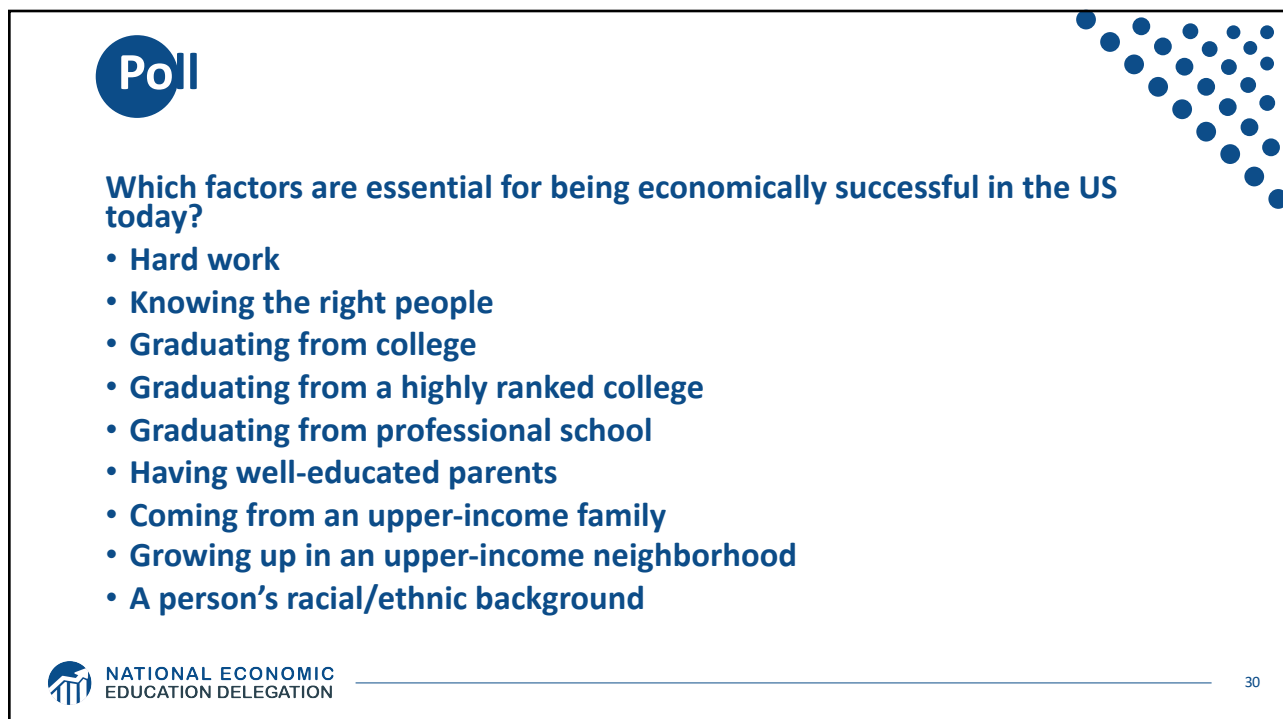 Poll
Which factors are essential for being economically successful in the US
today?
• Hard work
• Knowing the right people
• Graduating from college
• Graduating from a highly ranked college
• Graduating from professional school
• Having well-educated parents
• Coming from an upper-income family
• Growing up in an upper-income neighborhood
• A person’s racial/ethnic background
NATIONAL ECONOMIC
EDUCATION DELEGATION
30